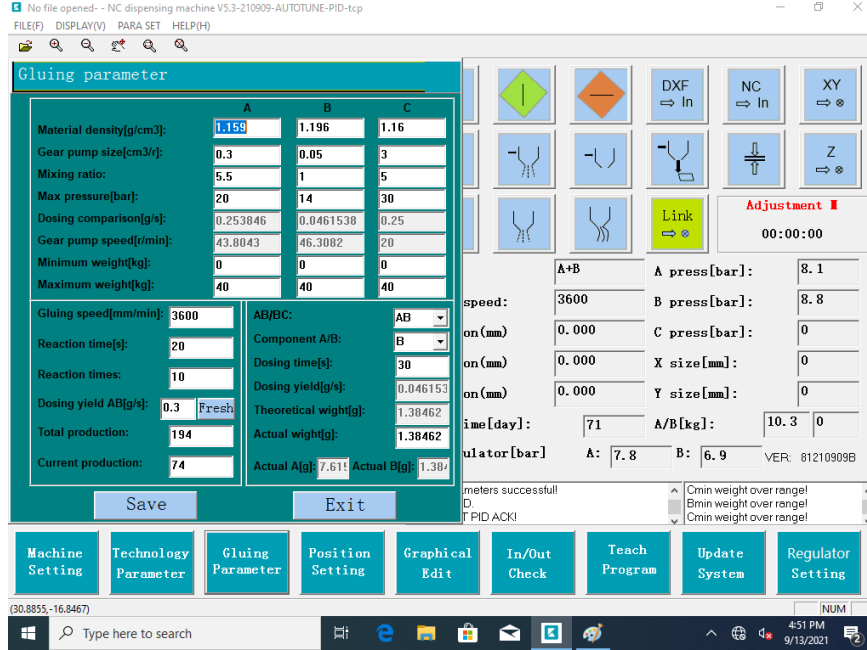 No file opened- - NC dispensing machine V5.3-210909-AUTOTUNE-PID-tcp
FILE(F) DISPLAY(V) PARA SET HELP(H)
Gluing parameter
A B C
Material density[g/cm3]: 1.159 1.196 1.16
Gear pump size[cm3/r]: 0.3 0.05 3
Mixing ratio: 5.5 1 5
Max pressure[bar]: 20 14 30
Dosing comparison[g/s]: 0.253846 0.0461538 0.25
Gear pump speed[r/min]: 43.8043 46.3082 20
Minimum weight[kg]: 0 0 0
Maximum weight[kg]: 40 40 40
Gluing speed[mm/min]: 3600
Reaction time[s]: 20
Reaction times: 10
Dosing yield AB[g/s]: 0.3 Fresh
Total production: 194
Current production: 74
AB/BC: AB
Component A/B: B
Dosing time[s]: 30
Dosing yield[g/s]: 0.046153
Theoretical wight[g]: 1.38462
Actual wight[g]: 1.38462
Actual A[g]: 7.615 Actual B[g]: 1.384
Save Exit
DXF
In
NC
In
XY
Z
Link
Adjustment
00:00:00
A+B A press[bar]: 8.1
speed: 3600 B press[bar]: 8.8
on(mm) 0.000 C press[bar]: 0
on(mm) 0.000 X size[mm]: 0
on(mm) 0.000 Y size[mm]: 0
ime[day]: 71 A/B[kg]: 10.3 0
ulator[bar] A: 7.8 B: 6.9 VER: 81210909B
meters successful!
D.
T PID ACK!
Cmin weight over range!
Bmin weight over range!
Cmin weight over range!
Machine
Setting
Technology
Parameter
Gluing
Parameter
Position
Setting
Graphical
Edit
In/Out
Check
Teach
Program
Update
System
Regulator
Setting
(30.8855,-16.8467) NUM
Type here to search
4:51 PM
9/13/2021
2